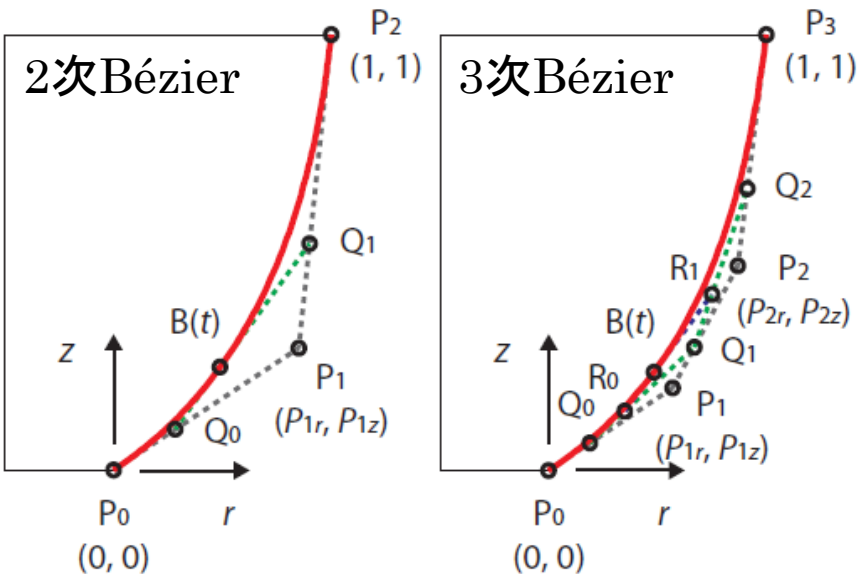 2次Bézier
P2
(1, 1)
Q1
B(t)
z
P1
(P1r, P1z)
Q0
P0
r
(0, 0)
3次Bézier
P3
(1, 1)
Q2
R1
P2
(P2r, P2z)
B(t)
z
Q1
R0
Q0
P1
(P1r, P1z)
P0
r
(0, 0)